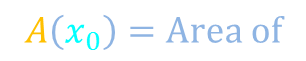 A(x₀) = Area of